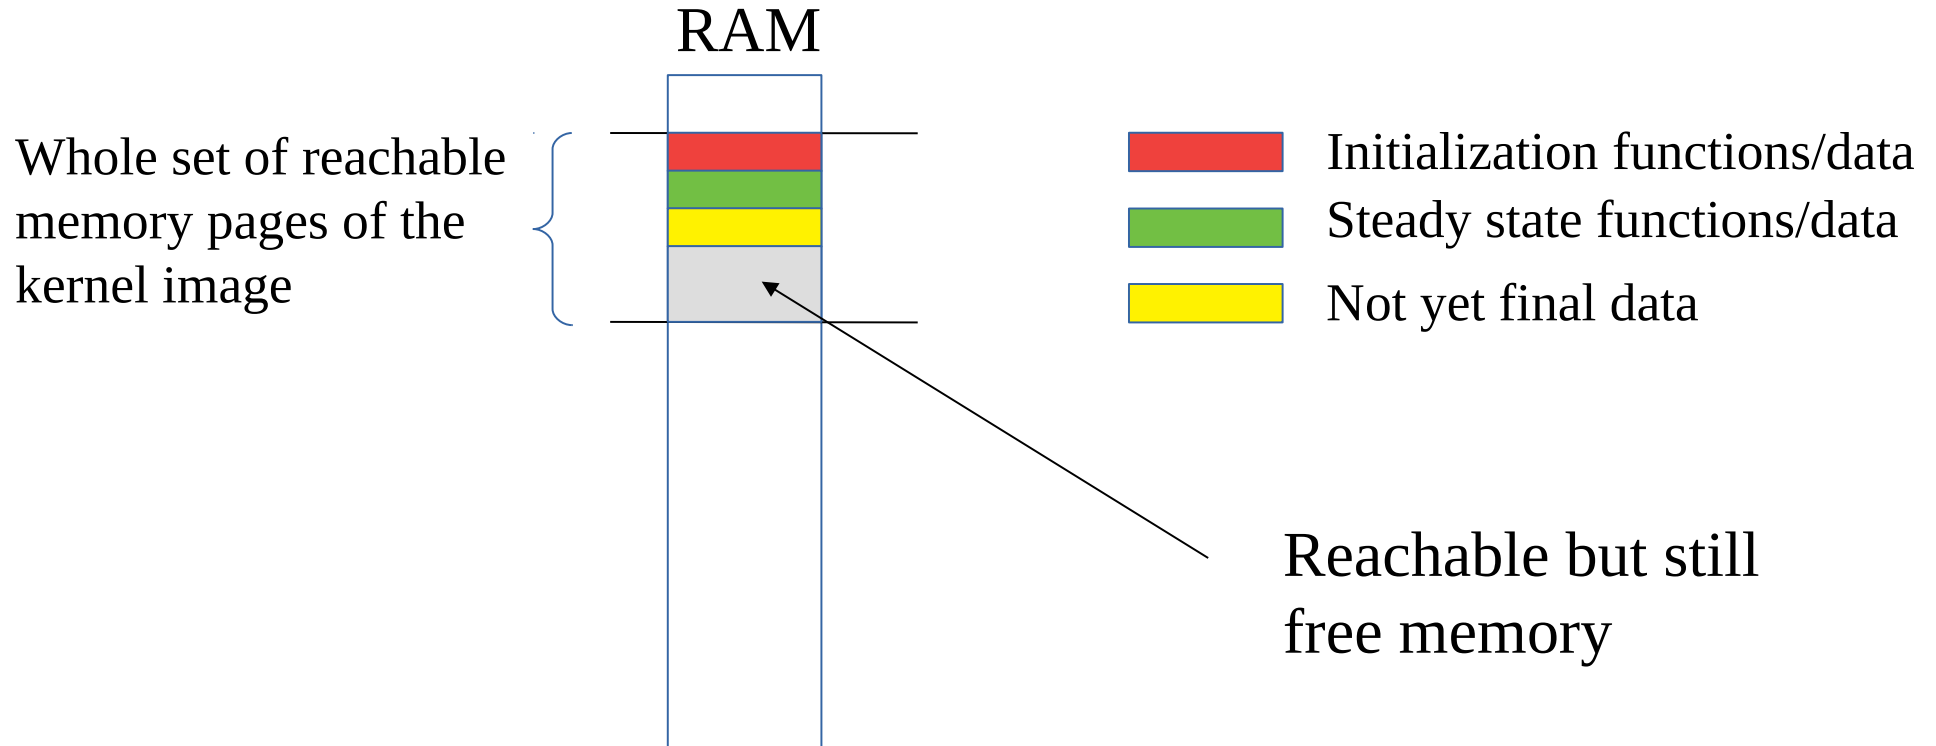 RAM
Whole set of reachable
memory pages of the
kernel image
Initialization functions/data
Steady state functions/data
Not yet final data
Reachable but still
free memory